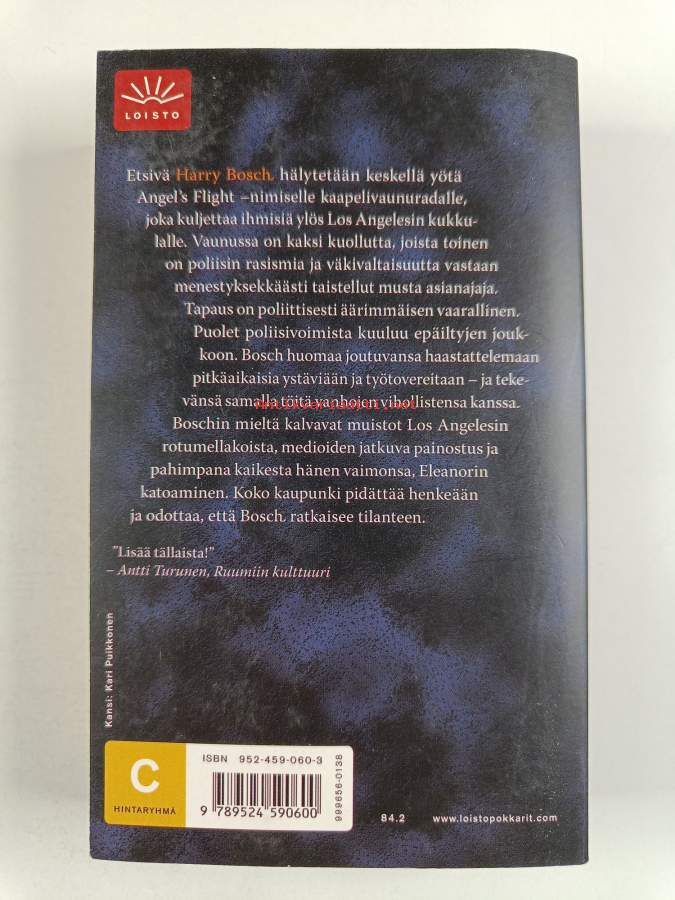 LOISTO
Etsivä Harry Bosch hälytetään keskellä yötä
Angel's Flight –nimiselle kaapelivaunuradalle,
joka kuljettaa ihmisiä ylös Los Angelesin kukku-
lalle. Vaunussa on kaksi kuollutta, joista toinen
on poliisin rasismia ja väkivaltaisuutta vastaan
menestyksekkäästi taistellut musta asianajaja.
Tapaus on poliittisesti äärimmäisen vaarallinen.
Puolet poliisivoimista kuuluu epäiltyjen jouk-
koon. Bosch huomaa joutuvansa haastattelemaan
pitkäaikaisia ystäviään ja työtovereitaan – ja teke-
vänsä samalla töitä vanhojen vihollistensa kanssa.
Boschin mieltä kalvavat muistot Los Angelesin
rotumellakoista, medioiden jatkuva painostus ja
pahimpana kaikesta hänen vaimonsa, Eleanorin
katoaminen. Koko kaupunki pidättää henkeään
ja odottaa, että Bosch ratkaisee tilanteen.
"Lisää tällaista!"
– Antti Turunen, Ruumiin kulttuuri
Kansi: Kari Puikkonen
C
HINTARYHMÄ
ISBN 952-459-060-3
9 789524 590600
999656-0138
84.2
www.loistopokkarit.com